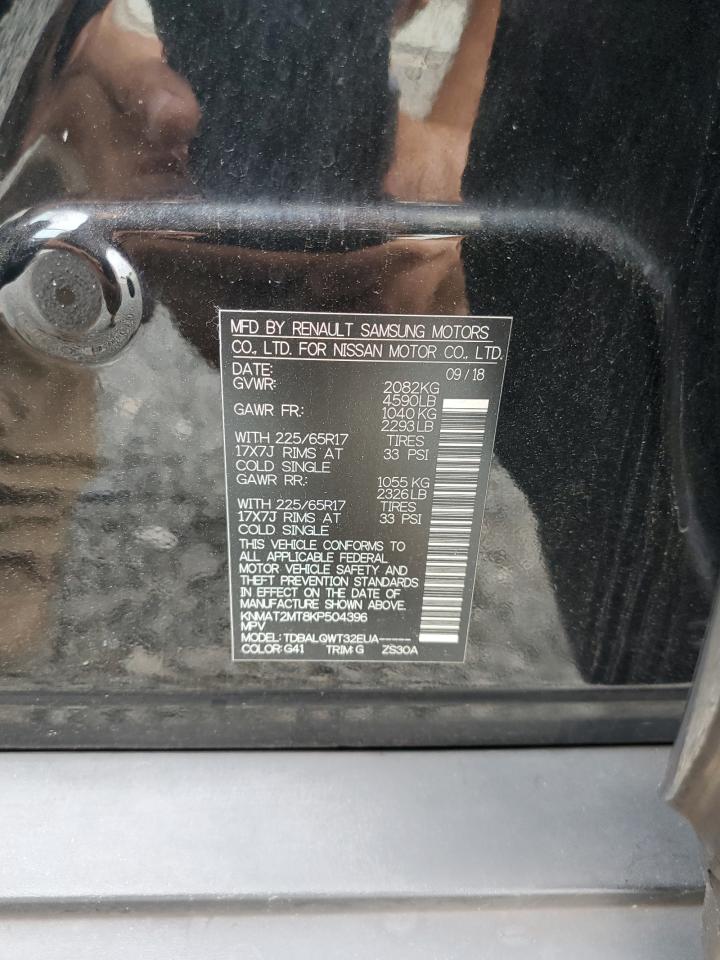 MFD BY RENAULT SAMSUNG MOTORS
CO., LTD. FOR NISSAN MOTOR CO., LTD.
DATE: 09 / 18
GVWR: 2082KG
4590LB
GAWR FR.: 1040 KG
2293 LB
WITH 225/65R17 TIRES
17X7J RIMS AT 33 PSI
COLD SINGLE
GAWR RR.: 1055 KG
2326 LB
WITH 225/65R17 TIRES
17X7J RIMS AT 33 PSI
COLD SINGLE
THIS VEHICLE CONFORMS TO
ALL APPLICABLE FEDERAL
MOTOR VEHICLE SAFETY AND
THEFT PREVENTION STANDARDS
IN EFFECT ON THE DATE OF
MANUFACTURE SHOWN ABOVE.
KNMAT2MT8KP504396
MPV
MODEL: TDBALQWT32EUA-----
COLOR: G41 TRIM: G ZS30A